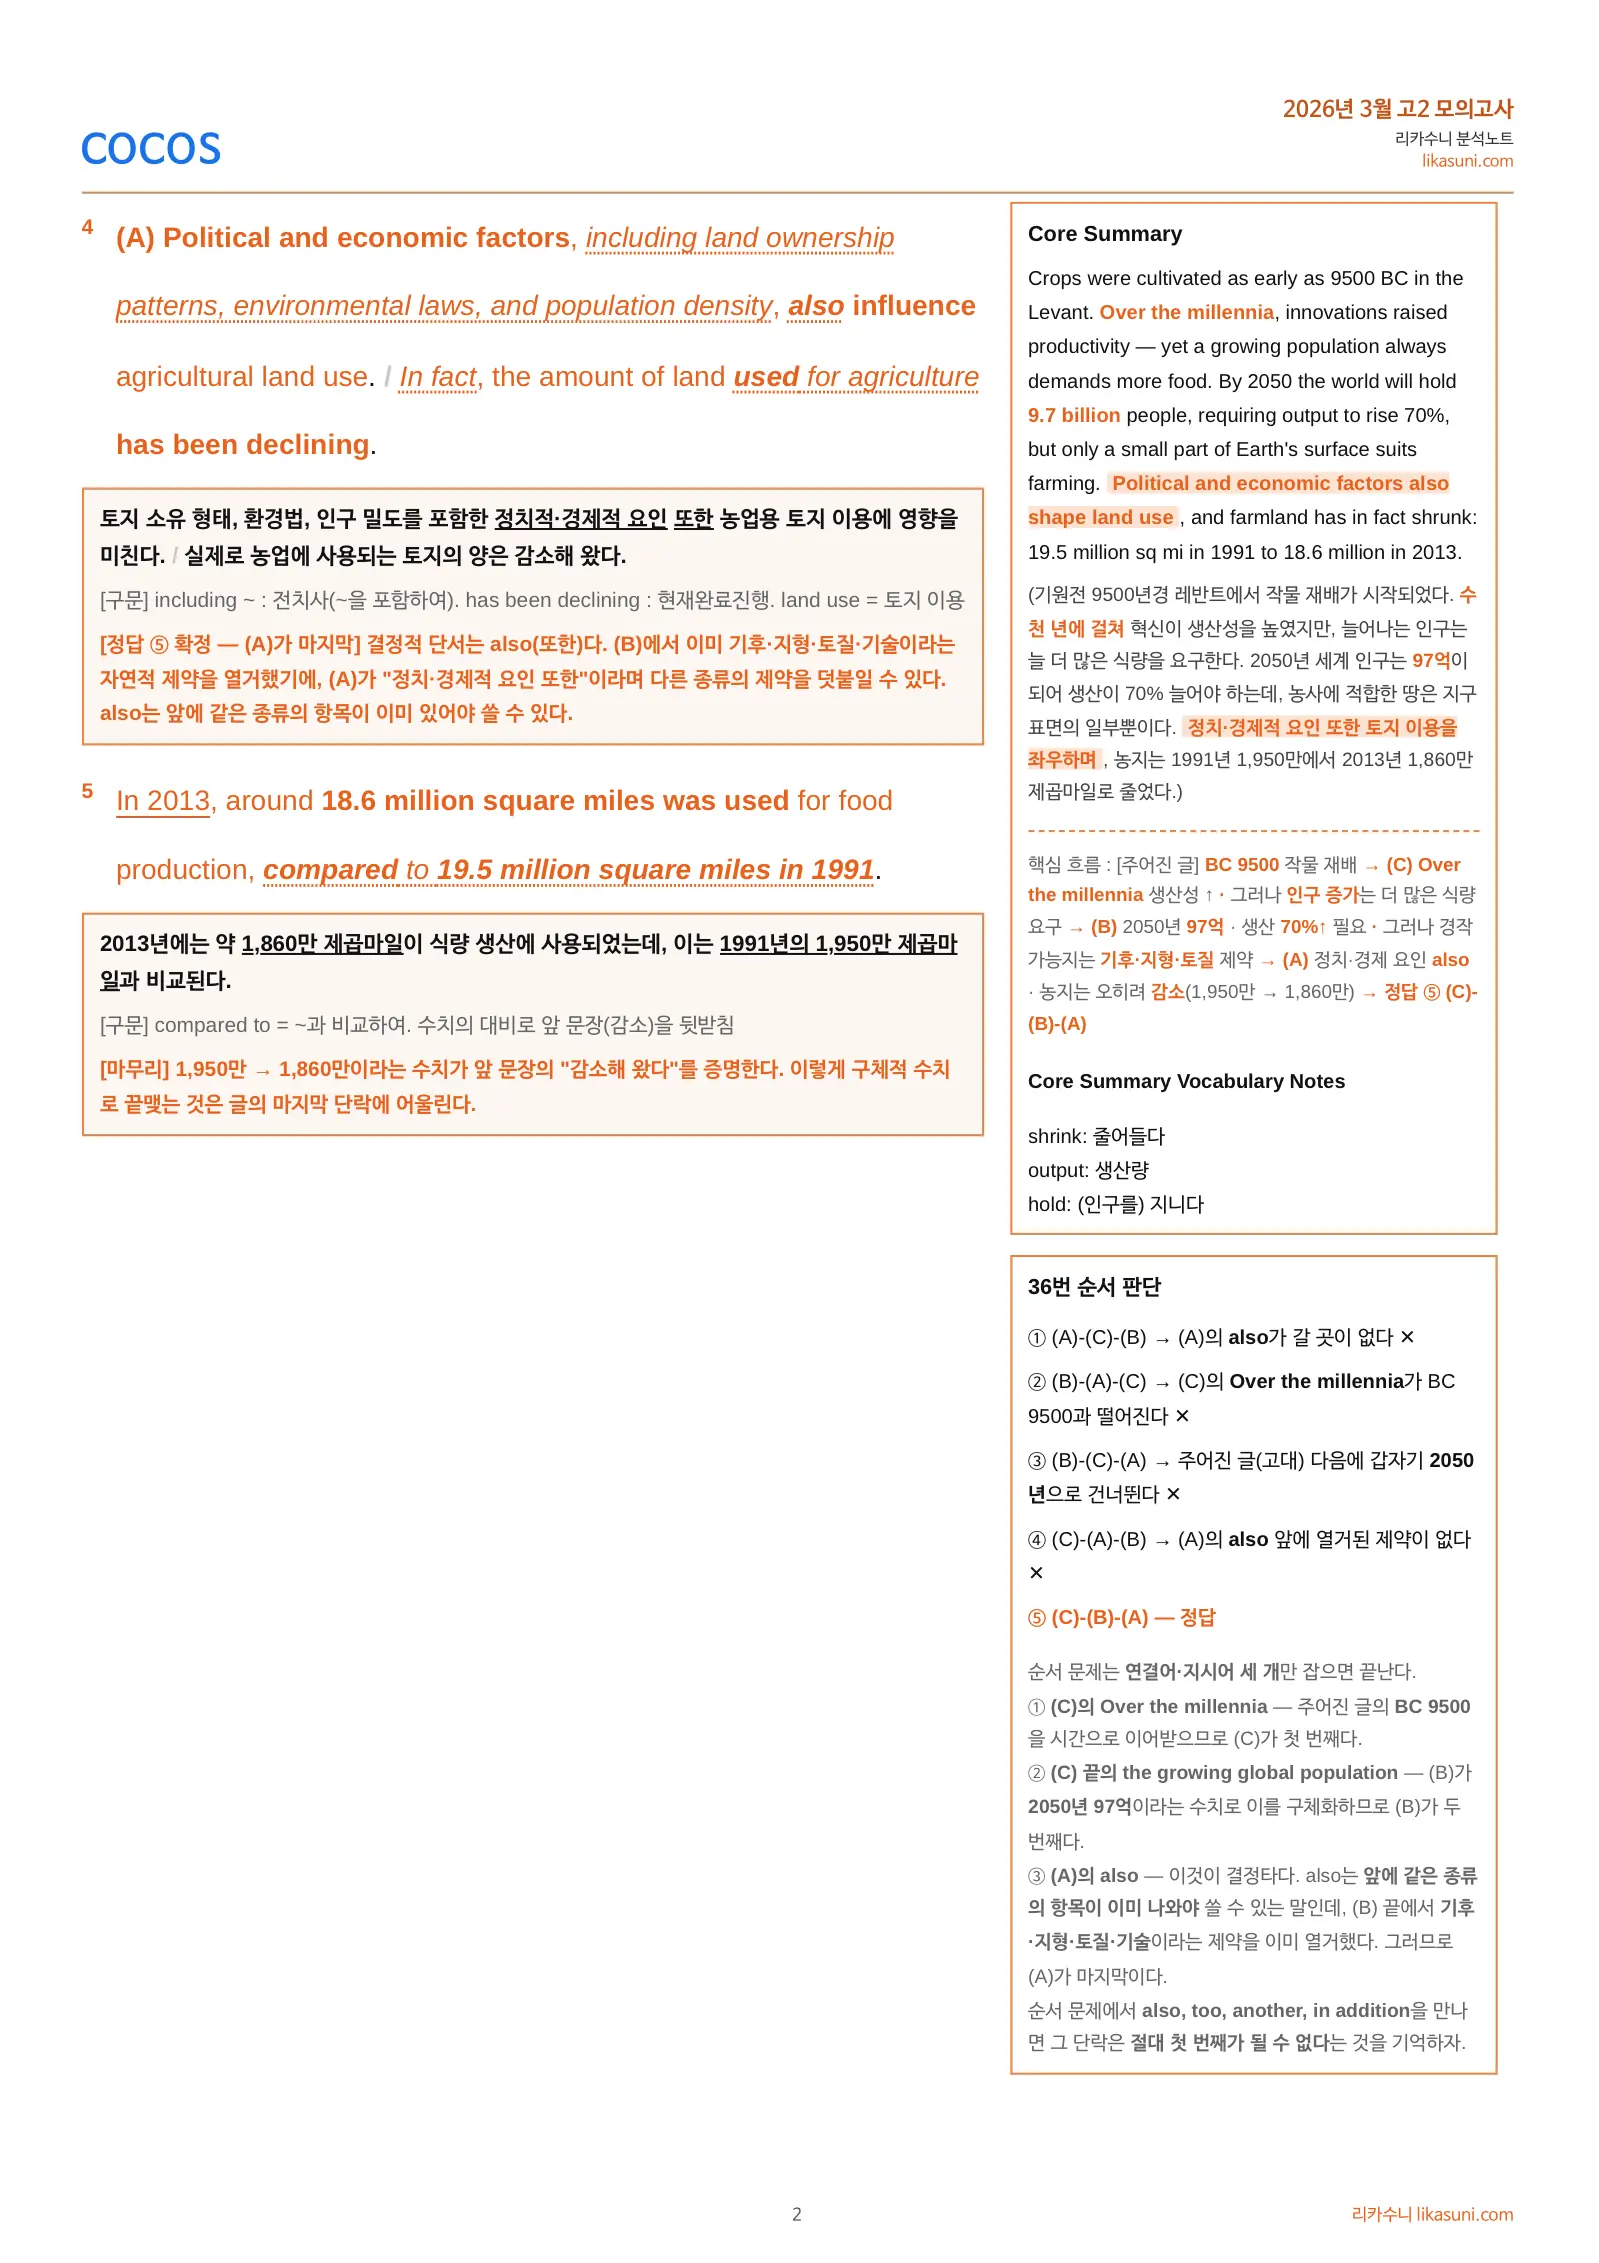 cocos
2026년 3월 고2 모의고사
리카수니 분석노트
likasuni.com
4 (A) Political and economic factors, including land ownership
patterns, environmental laws, and population density, also influence
agricultural land use. / In fact, the amount of land used for agriculture
has been declining.
토지 소유 형태, 환경법, 인구 밀도를 포함한 정치적·경제적 요인 또한 농업용 토지 이용에 영향을
미친다. / 실제로 농업에 사용되는 토지의 양은 감소해 왔다.
[구문] including ~ : 전치사(~을 포함하여). has been declining : 현재완료진행. land use = 토지 이용
[정답 ⑤ 확정 — (A)가 마지막] 결정적 단서는 also(또한)다. (B)에서 이미 기후·지형·토질·기술이라는
자연적 제약을 열거했기에, (A)가 "정치·경제적 요인 또한"이라며 다른 종류의 제약을 덧붙일 수 있다.
also는 앞에 같은 종류의 항목이 이미 있어야 쓸 수 있다.
5 In 2013, around 18.6 million square miles was used for food
production, compared to 19.5 million square miles in 1991.
2013년에는 약 1,860만 제곱마일이 식량 생산에 사용되었는데, 이는 1991년의 1,950만 제곱마
일과 비교된다.
[구문] compared to = ~과 비교하여. 수치의 대비로 앞 문장(감소)을 뒷받침
[마무리] 1,950만 → 1,860만이라는 수치가 앞 문장의 "감소해 왔다"를 증명한다. 이렇게 구체적 수치
로 끝맺는 것은 글의 마지막 단락에 어울린다.
Core Summary
Crops were cultivated as early as 9500 BC in the
Levant. Over the millennia, innovations raised
productivity — yet a growing population always
demands more food. By 2050 the world will hold
9.7 billion people, requiring output to rise 70%,
but only a small part of Earth's surface suits
farming. Political and economic factors also
shape land use , and farmland has in fact shrunk:
19.5 million sq mi in 1991 to 18.6 million in 2013.
(기원전 9500년경 레반트에서 작물 재배가 시작되었다. 수
천 년에 걸쳐 혁신이 생산성을 높였지만, 늘어나는 인구는
늘 더 많은 식량을 요구한다. 2050년 세계 인구는 97억이
되어 생산이 70% 늘어야 하는데, 농사에 적합한 땅은 지구
표면의 일부뿐이다. 정치·경제적 요인 또한 토지 이용을
좌우하며 , 농지는 1991년 1,950만에서 2013년 1,860만
제곱마일로 줄었다.)
핵심 흐름 : [주어진 글] BC 9500 작물 재배 → (C) Over
the millennia 생산성 ↑ · 그러나 인구 증가는 더 많은 식량
요구 → (B) 2050년 97억 · 생산 70%↑ 필요 · 그러나 경작
가능지는 기후·지형·토질 제약 → (A) 정치·경제 요인 also
· 농지는 오히려 감소(1,950만 → 1,860만) → 정답 ⑤ (C)-
(B)-(A)
Core Summary Vocabulary Notes
shrink: 줄어들다
output: 생산량
hold: (인구를) 지니다
36번 순서 판단
① (A)-(C)-(B) → (A)의 also가 갈 곳이 없다 ✕
② (B)-(A)-(C) → (C)의 Over the millennia가 BC
9500과 떨어진다 ✕
③ (B)-(C)-(A) → 주어진 글(고대) 다음에 갑자기 2050
년으로 건너뛴다 ✕
④ (C)-(A)-(B) → (A)의 also 앞에 열거된 제약이 없다
✕
⑤ (C)-(B)-(A) — 정답
순서 문제는 연결어·지시어 세 개만 잡으면 끝난다.
① (C)의 Over the millennia — 주어진 글의 BC 9500
을 시간으로 이어받으므로 (C)가 첫 번째다.
② (C) 끝의 the growing global population — (B)가
2050년 97억이라는 수치로 이를 구체화하므로 (B)가 두
번째다.
③ (A)의 also — 이것이 결정타다. also는 앞에 같은 종류
의 항목이 이미 나와야 쓸 수 있는 말인데, (B) 끝에서 기후
·지형·토질·기술이라는 제약을 이미 열거했다. 그러므로
(A)가 마지막이다.
순서 문제에서 also, too, another, in addition을 만나
면 그 단락은 절대 첫 번째가 될 수 없다는 것을 기억하자.
2
리카수니 likasuni.com